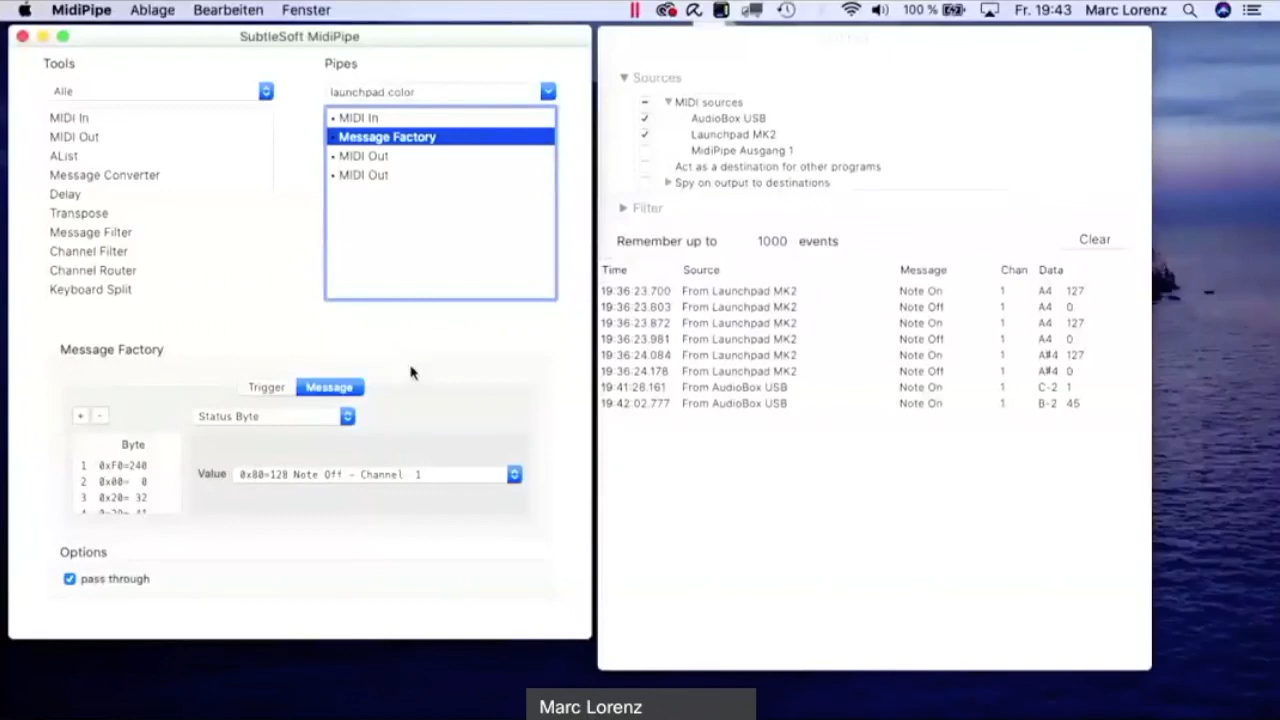 MidiPipe Ablage Bearbeiten Fenster 100 % Fr. 19:43 Marc Lorenz
SubtleSoft MidiPipe
Tools
Alle
MIDI In
MIDI Out
AList
Message Converter
Delay
Transpose
Message Filter
Channel Filter
Channel Router
Keyboard Split
Pipes
launchpad color
• MIDI In
• Message Factory
• MIDI Out
• MIDI Out
Message Factory
Trigger Message
+ -
Status Byte
Byte
1 0xF0=240
2 0x00= 0
3 0x20= 32
Value 0x80=128 Note Off - Channel 1
Options
pass through
Sources
MIDI sources
AudioBox USB
Launchpad MK2
MidiPipe Ausgang 1
Act as a destination for other programs
Spy on output to destinations
Filter
Remember up to 1000 events Clear
Time Source Message Chan Data
19:36:23.700 From Launchpad MK2 Note On 1 A4 127
19:36:23.803 From Launchpad MK2 Note Off 1 A4 0
19:36:23.872 From Launchpad MK2 Note On 1 A4 127
19:36:23.981 From Launchpad MK2 Note Off 1 A4 0
19:36:24.084 From Launchpad MK2 Note On 1 A#4 127
19:36:24.178 From Launchpad MK2 Note Off 1 A#4 0
19:41:28.161 From AudioBox USB Note On 1 C-2 1
19:42:02.777 From AudioBox USB Note On 1 B-2 45
Marc Lorenz